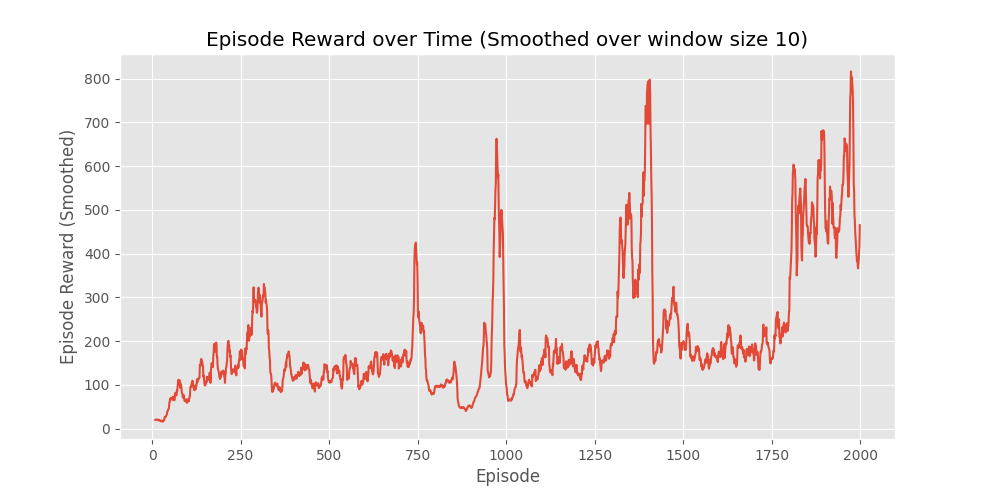 Episode Reward over Time (Smoothed over window size 10)
Episode Reward (Smoothed)
800
700
600
500
400
300
200
100
0
0 250 500 750 1000 1250 1500 1750 2000
Episode